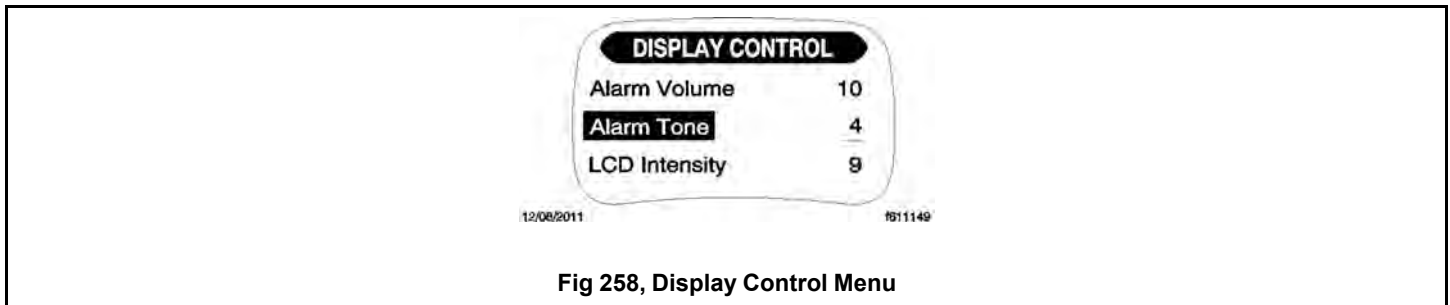 DISPLAY CONTROL
Alarm Volume 10
Alarm Tone 4
LCD Intensity 9
12/08/2011 f611149
Fig 258, Display Control Menu